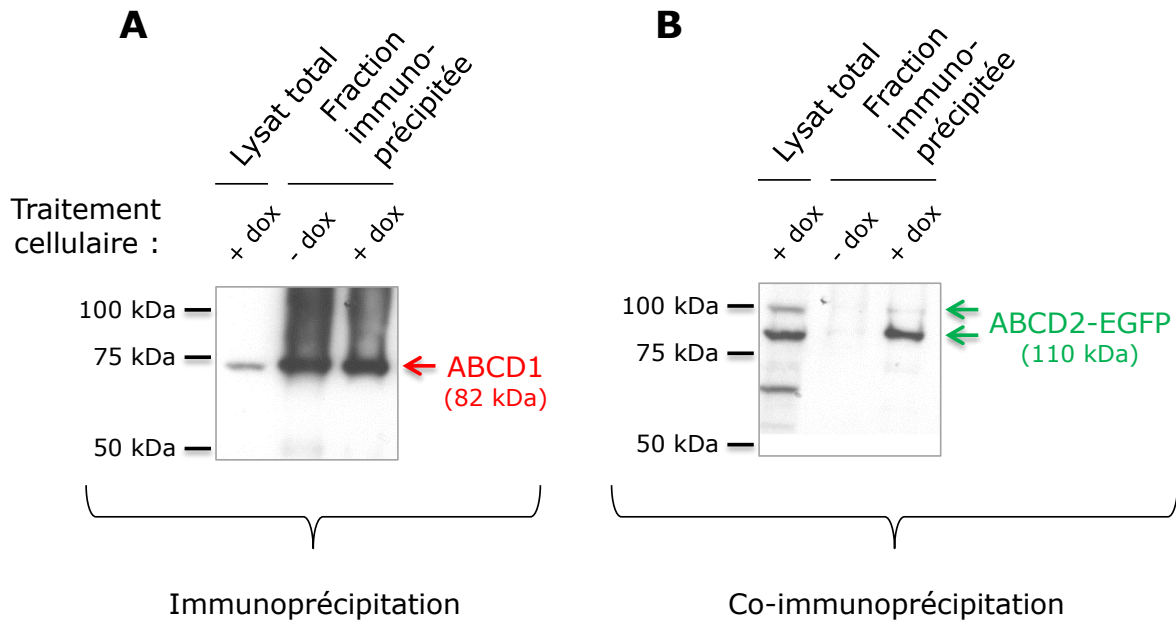 A
Lysat total
Fraction
immuno-
précipitée
Traitement
cellulaire :
+ dox
- dox
+ dox
100 kDa
75 kDa
50 kDa
ABCD1
(82 kDa)
Immunoprécipitation
B
Lysat total
Fraction
immuno-
précipitée
+ dox
- dox
+ dox
100 kDa
75 kDa
50 kDa
ABCD2-EGFP
(110 kDa)
Co-immunoprécipitation